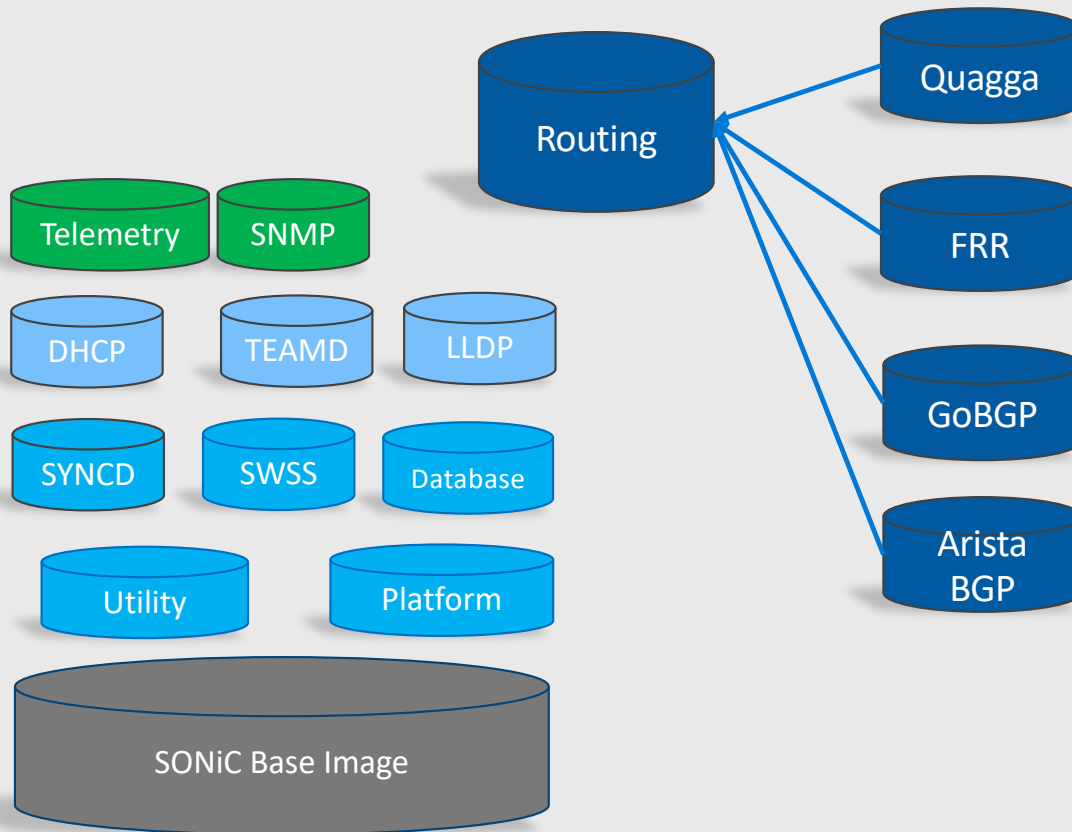 Routing
Quagga
FRR
GoBGP
Arista
BGP
Telemetry
SNMP
DHCP
TEAMD
LLDP
SYNCD
SWSS
Database
Utility
Platform
SONiC Base Image